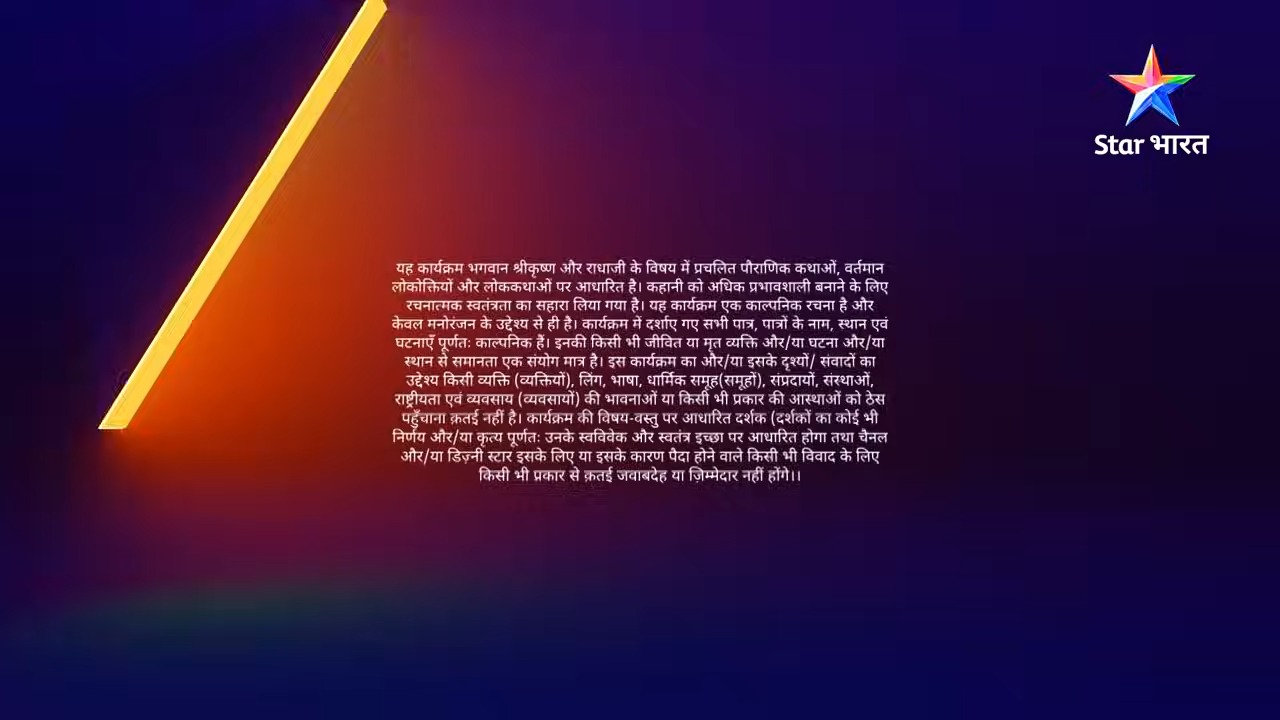 Star भारत
यह कार्यक्रम भगवान श्रीकृष्ण और राधाजी के विषय में प्रचलित पौराणिक कथाओं, वर्तमान
लोकोक्तियों और लोककथाओं पर आधारित है। कहानी को अधिक प्रभावशाली बनाने के लिए
रचनात्मक स्वतंत्रता का सहारा लिया गया है। यह कार्यक्रम एक काल्पनिक रचना है और
केवल मनोरंजन के उद्देश्य से ही है। कार्यक्रम में दर्शाए गए सभी पात्र, पात्रों के नाम, स्थान एवं
घटनाएँ पूर्णतः काल्पनिक हैं। इनकी किसी भी जीवित या मृत व्यक्ति और/या घटना और/या
स्थान से समानता एक संयोग मात्र है। इस कार्यक्रम का और/या इसके दृश्यों/ संवादों का
उद्देश्य किसी व्यक्ति (व्यक्तियों), लिंग, भाषा, धार्मिक समूह(समूहों), संप्रदायों, संस्थाओं,
राष्ट्रीयता एवं व्यवसाय (व्यवसायों) की भावनाओं या किसी भी प्रकार की आस्थाओं को ठेस
पहुँचाना क़तई नहीं है। कार्यक्रम की विषय-वस्तु पर आधारित दर्शक (दर्शकों का कोई भी
निर्णय और/या कृत्य पूर्णतः उनके स्वविवेक और स्वतंत्र इच्छा पर आधारित होगा तथा चैनल
और/या डिज़्नी स्टार इसके लिए या इसके कारण पैदा होने वाले किसी भी विवाद के लिए
किसी भी प्रकार से क़तई जवाबदेह या ज़िम्मेदार नहीं होंगे।।